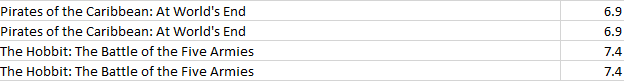 Pirates of the Caribbean: At World's End 6.9
Pirates of the Caribbean: At World's End 6.9
The Hobbit: The Battle of the Five Armies 7.4
The Hobbit: The Battle of the Five Armies 7.4